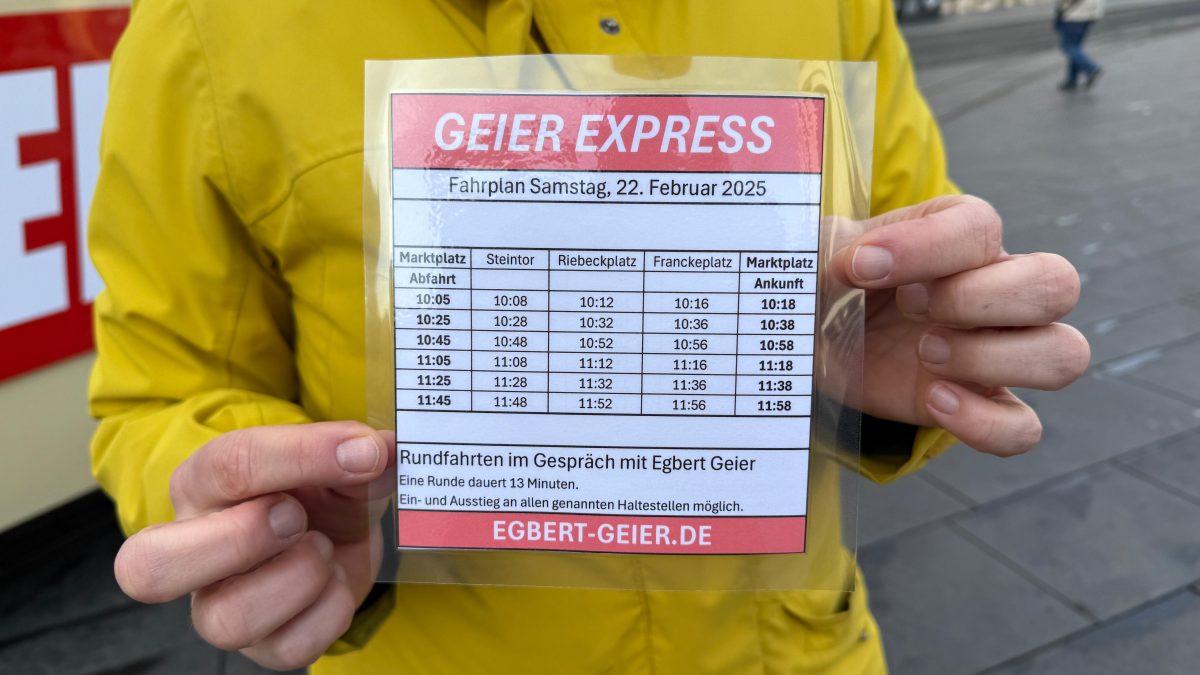 GEIER EXPRESS
Fahrplan Samstag, 22. Februar 2025
Marktplatz Steintor Riebeckplatz Franckeplatz Marktplatz
Abfahrt Ankunft
10:05 10:08 10:12 10:16 10:18
10:25 10:28 10:32 10:36 10:38
10:45 10:48 10:52 10:56 10:58
11:05 11:08 11:12 11:16 11:18
11:25 11:28 11:32 11:36 11:38
11:45 11:48 11:52 11:56 11:58
Rundfahrten im Gespräch mit Egbert Geier
Eine Runde dauert 13 Minuten.
Ein- und Ausstieg an allen genannten Haltestellen möglich.
EGBERT-GEIER.DE